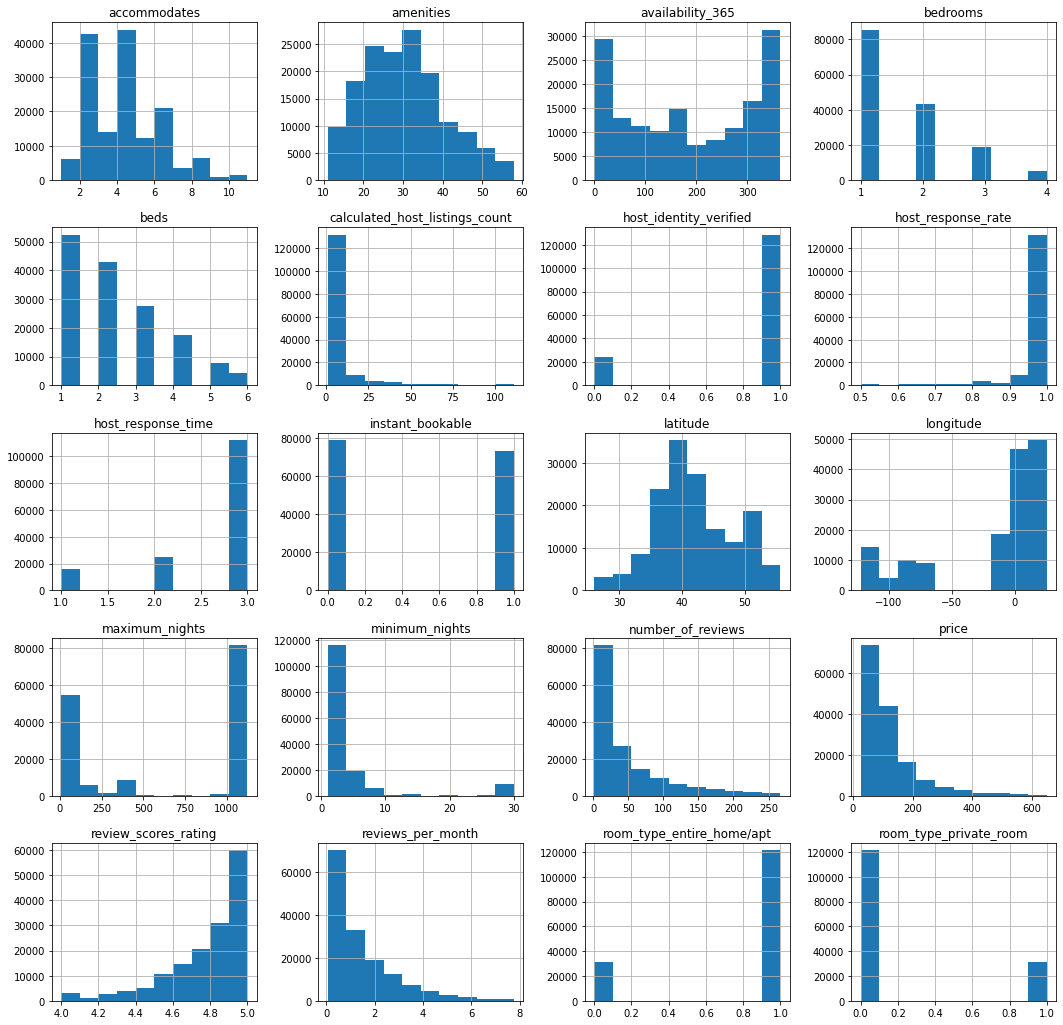 accommodates amenities availability_365 bedrooms
40000 30000 20000 10000 0
2 4 6 8 10
25000 20000 15000 10000 5000 0
10 20 30 40 50 60
30000 25000 20000 15000 10000 5000 0
0 100 200 300
80000 60000 40000 20000 0
1 2 3 4
beds calculated_host_listings_count host_identity_verified host_response_rate
50000 40000 30000 20000 10000 0
1 2 3 4 5 6
120000 100000 80000 60000 40000 20000 0
0 25 50 75 100
120000 100000 80000 60000 40000 20000 0
0.0 0.2 0.4 0.6 0.8 1.0
120000 100000 80000 60000 40000 20000 0
0.5 0.6 0.7 0.8 0.9 1.0
host_response_time instant_bookable latitude longitude
100000 80000 60000 40000 20000 0
1.0 1.5 2.0 2.5 3.0
80000 60000 40000 20000 0
0.0 0.2 0.4 0.6 0.8 1.0
30000 20000 10000 0
30 40 50
50000 40000 30000 20000 10000 0
−100 −50 0
maximum_nights minimum_nights number_of_reviews price
80000 60000 40000 20000 0
0 250 500 750 1000
120000 100000 80000 60000 40000 20000 0
0 10 20 30
80000 60000 40000 20000 0
0 50 100 150 200 250
60000 40000 20000 0
0 200 400 600
review_scores_rating reviews_per_month room_type_entire_home/apt room_type_private_room
60000 50000 40000 30000 20000 10000 0
4.0 4.2 4.4 4.6 4.8 5.0
60000 40000 20000 0
0 2 4 6 8
120000 100000 80000 60000 40000 20000 0
0.0 0.2 0.4 0.6 0.8 1.0
120000 100000 80000 60000 40000 20000 0
0.0 0.2 0.4 0.6 0.8 1.0